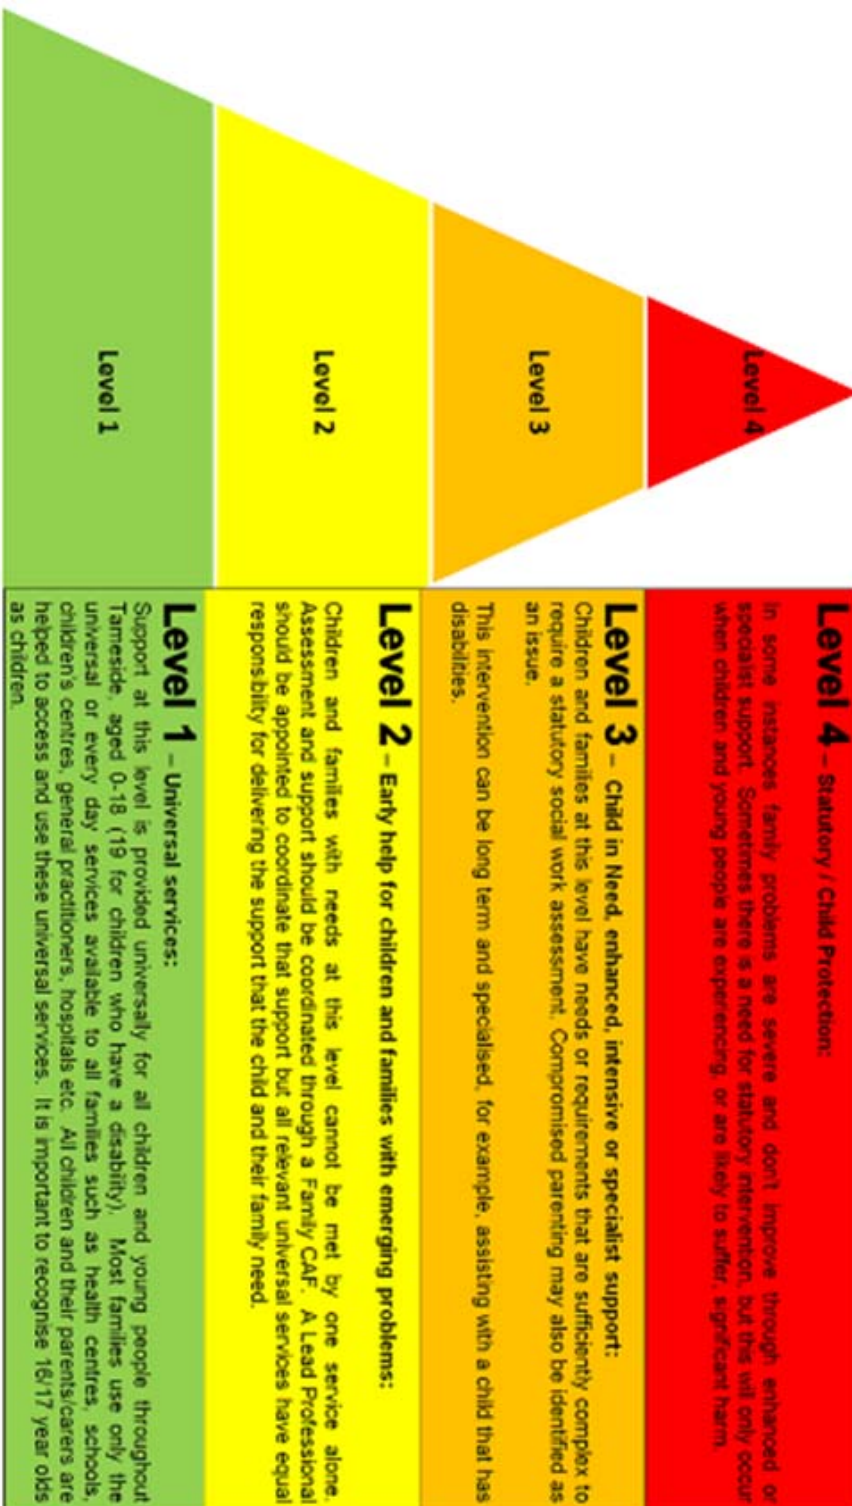 Level 4
Level 3
Level 2
Level 1
Level 4 – Statutory / Child Protection:
In some instances family problems are severe and don't improve through enhanced or
specialist support. Sometimes there is a need for statutory intervention, but this will only occur
when children and young people are experiencing, or are likely to suffer, significant harm.
Level 3 – Child in Need, enhanced, intensive or specialist support:
Children and families at this level have needs or requirements that are sufficiently complex to
require a statutory social work assessment. Compromised parenting may also be identified as
an issue.
This intervention can be long term and specialised, for example, assisting with a child that has
disabilities.
Level 2 – Early help for children and families with emerging problems:
Children and families with needs at this level cannot be met by one service alone.
Assessment and support should be coordinated through a Family CAF. A Lead Professional
should be appointed to coordinate that support but all relevant universal services have equal
responsibility for delivering the support that the child and their family need.
Level 1 – Universal services:
Support at this level is provided universally for all children and young people throughout
Tameside, aged 0-18 (19 for children who have a disability). Most families use only the
universal or every day services available to all families such as health centres, schools,
children's centres, general practitioners, hospitals etc. All children and their parents/carers are
helped to access and use these universal services. It is important to recognise 16/17 year olds
as children.